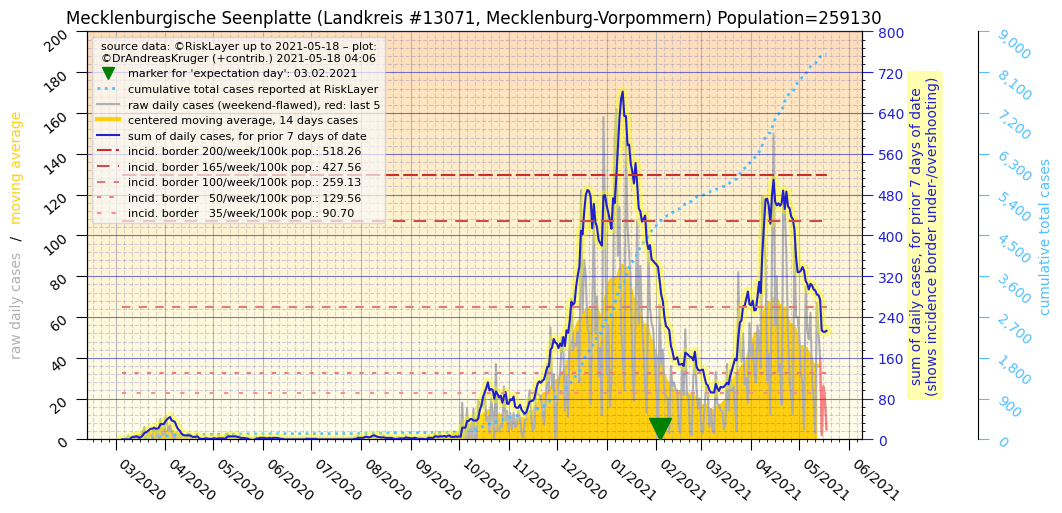 Mecklenburgische Seenplatte (Landkreis #13071, Mecklenburg-Vorpommern) Population=259130
source data: ©RiskLayer up to 2021-05-18 – plot:
©DrAndreasKruger (+contrib.) 2021-05-18 04:06
marker for 'expectation day': 03.02.2021
cumulative total cases reported at RiskLayer
raw daily cases (weekend-flawed), red: last 5
centered moving average, 14 days cases
sum of daily cases, for prior 7 days of date
incid. border 200/week/100k pop.: 518.26
incid. border 165/week/100k pop.: 427.56
incid. border 100/week/100k pop.: 259.13
incid. border 50/week/100k pop.: 129.56
incid. border 35/week/100k pop.: 90.70
raw daily cases / moving average
200
180
160
140
120
100
80
60
40
20
0
03/2020
04/2020
05/2020
06/2020
07/2020
08/2020
09/2020
10/2020
11/2020
12/2020
01/2021
02/2021
03/2021
04/2021
05/2021
06/2021
800
720
640
560
480
400
320
240
160
80
0
sum of daily cases, for prior 7 days of date
(shows incidence border under-/overshooting)
9,000
8,100
7,200
6,300
5,400
4,500
3,600
2,700
1,800
900
0
cumulative total cases